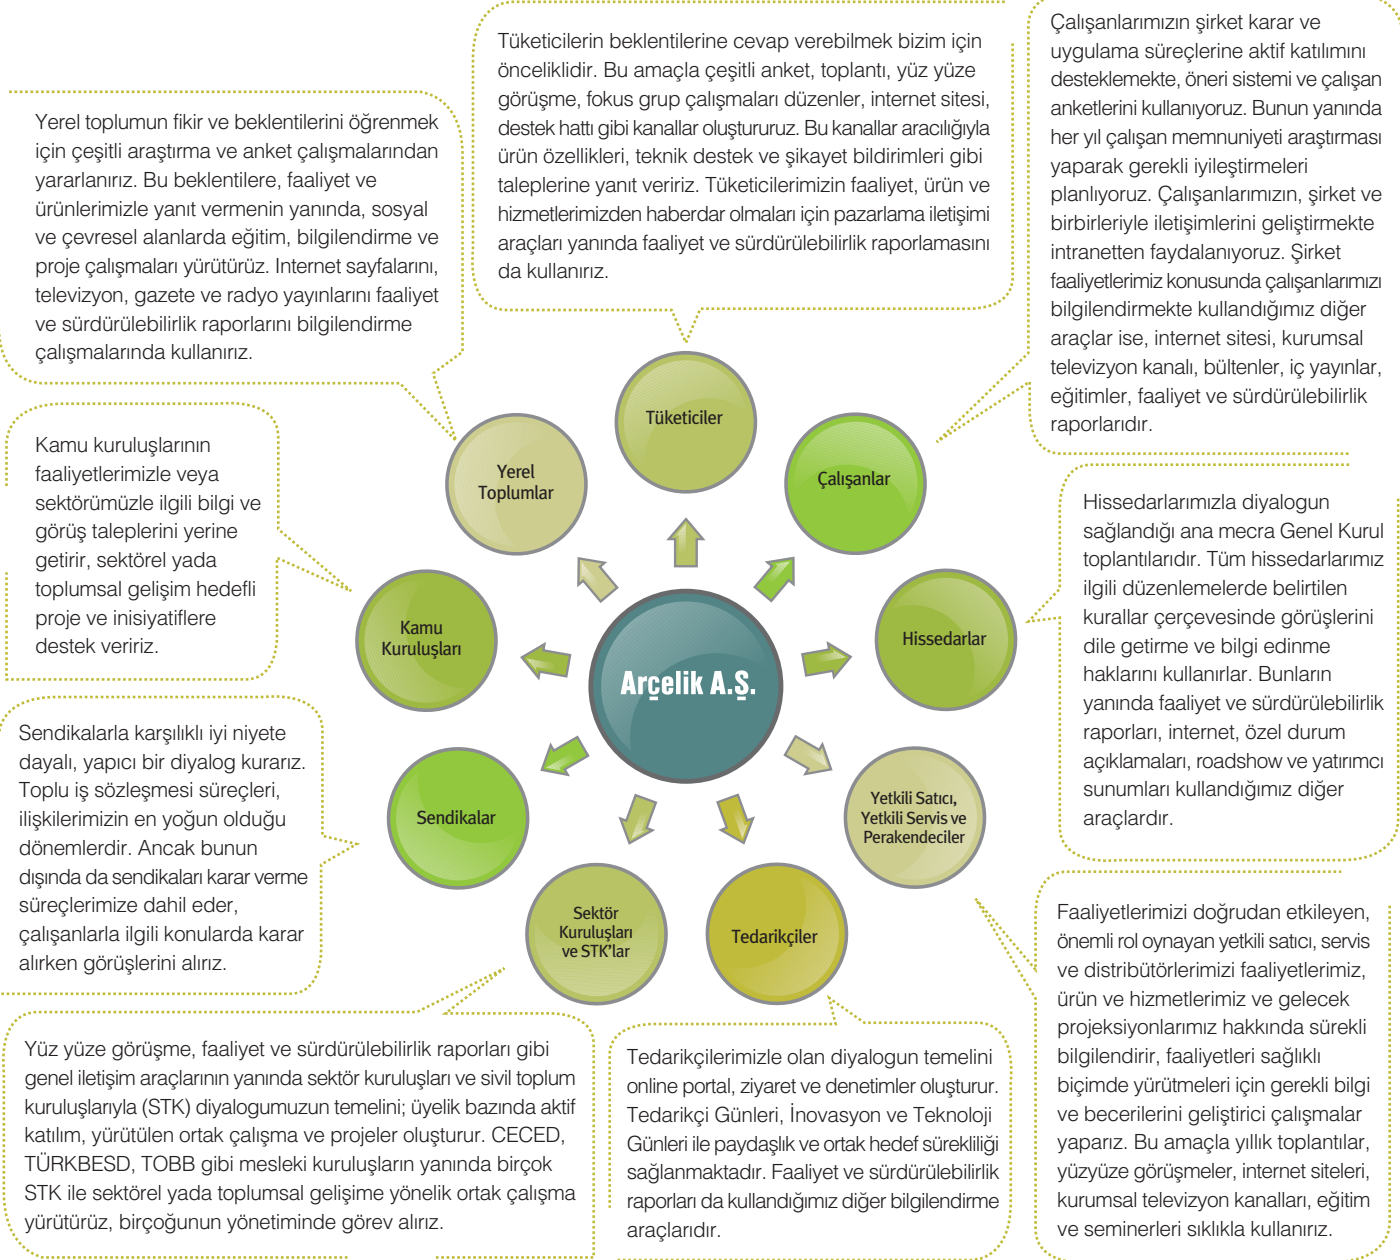 Tüketicilerin beklentilerine cevap verebilmek bizim için
önceliklidir. Bu amaçla çeşitli anket, toplantı, yüz yüze
görüşme, fokus grup çalışmaları düzenler, internet sitesi,
destek hattı gibi kanallar oluştururuz. Bu kanallar aracılığıyla
ürün özellikleri, teknik destek ve şikayet bildirimleri gibi
taleplerine yanıt veririz. Tüketicilerimizin faaliyet, ürün ve
hizmetlerimizden haberdar olmaları için pazarlama iletişimi
araçları yanında faaliyet ve sürdürülebilirlik raporlamasını
da kullanırız.
Çalışanlarımızın şirket karar ve
uygulama süreçlerine aktif katılımını
desteklemekte, öneri sistemi ve çalışan
anketlerini kullanıyoruz. Bunun yanında
her yıl çalışan memnuniyeti araştırması
yaparak gerekli iyileştirmeleri
planlıyoruz. Çalışanlarımızın, şirket ve
birbirleriyle iletişimlerini geliştirmekte
intranetten faydalanıyoruz. Şirket
faaliyetlerimiz konusunda çalışanlarımızı
bilgilendirmekte kullandığımız diğer
araçlar ise, internet sitesi, kurumsal
televizyon kanalı, bültenler, iç yayınlar,
eğitimler, faaliyet ve sürdürülebilirlik
raporlarıdır.
Yerel toplumun fikir ve beklentilerini öğrenmek
için çeşitli araştırma ve anket çalışmalarından
yararlanırız. Bu beklentilere, faaliyet ve
ürünlerimizle yanıt vermenin yanında, sosyal
ve çevresel alanlarda eğitim, bilgilendirme ve
proje çalışmaları yürütürüz. Internet sayfalarını,
televizyon, gazete ve radyo yayınlarını faaliyet
ve sürdürülebilirlik raporlarını bilgilendirme
çalışmalarında kullanırız.
Kamu kuruluşlarının
faaliyetlerimizle veya
sektörümüzle ilgili bilgi ve
görüş taleplerini yerine
getirir, sektörel yada
toplumsal gelişim hedefli
proje ve inisiyatiflere
destek veririz.
Tüketiciler
Yerel
Toplumlar
Çalışanlar
Kamu
Kuruluşları
Hissedarlar
Arçelik A.Ş.
Sendikalar
Yetkili Satıcı,
Yetkili Servis ve
Perakendeciler
Sektör
Kuruluşları
ve STK'lar
Tedarikçiler
Hissedarlarımızla diyalogun
sağlandığı ana mecra Genel Kurul
toplantılarıdır. Tüm hissedarlarımız
ilgili düzenlemelerde belirtilen
kurallar çerçevesinde görüşlerini
dile getirme ve bilgi edinme
haklarını kullanırlar. Bunların
yanında faaliyet ve sürdürülebilirlik
raporları, internet, özel durum
açıklamaları, roadshow ve yatırımcı
sunumları kullandığımız diğer
araçlardır.
Sendikalarla karşılıklı iyi niyete
dayalı, yapıcı bir diyalog kurarız.
Toplu iş sözleşmesi süreçleri,
ilişkilerimizin en yoğun olduğu
dönemlerdir. Ancak bunun
dışında da sendikaları karar verme
süreçlerimize dahil eder,
çalışanlarla ilgili konularda karar
alırken görüşlerini alırız.
Yüz yüze görüşme, faaliyet ve sürdürülebilirlik raporları gibi
genel iletişim araçlarının yanında sektör kuruluşları ve sivil toplum
kuruluşlarıyla (STK) diyalogumuzun temelini; üyelik bazında aktif
katılım, yürütülen ortak çalışma ve projeler oluşturur. CECED,
TÜRKBESD, TOBB gibi mesleki kuruluşların yanında birçok
STK ile sektörel yada toplumsal gelişime yönelik ortak çalışma
yürütürüz, birçoğunun yönetiminde görev alırız.
Tedarikçilerimizle olan diyalogun temelini
online portal, ziyaret ve denetimler oluşturur.
Tedarikçi Günleri, İnovasyon ve Teknoloji
Günleri ile paydaşlık ve ortak hedef sürekliliği
sağlanmaktadır. Faaliyet ve sürdürülebilirlik
raporları da kullandığımız diğer bilgilendirme
araçlarıdır.
Faaliyetlerimizi doğrudan etkileyen,
önemli rol oynayan yetkili satıcı, servis
ve distribütörlerimizi faaliyetlerimiz,
ürün ve hizmetlerimiz ve gelecek
projeksiyonlarımız hakkında sürekli
bilgilendirir, faaliyetleri sağlıklı
biçimde yürütmeleri için gerekli bilgi
ve becerilerini geliştirici çalışmalar
yaparız. Bu amaçla yıllık toplantılar,
yüzyüze görüşmeler, internet siteleri,
kurumsal televizyon kanalları, eğitim
ve seminerleri sıklıkla kullanırız.